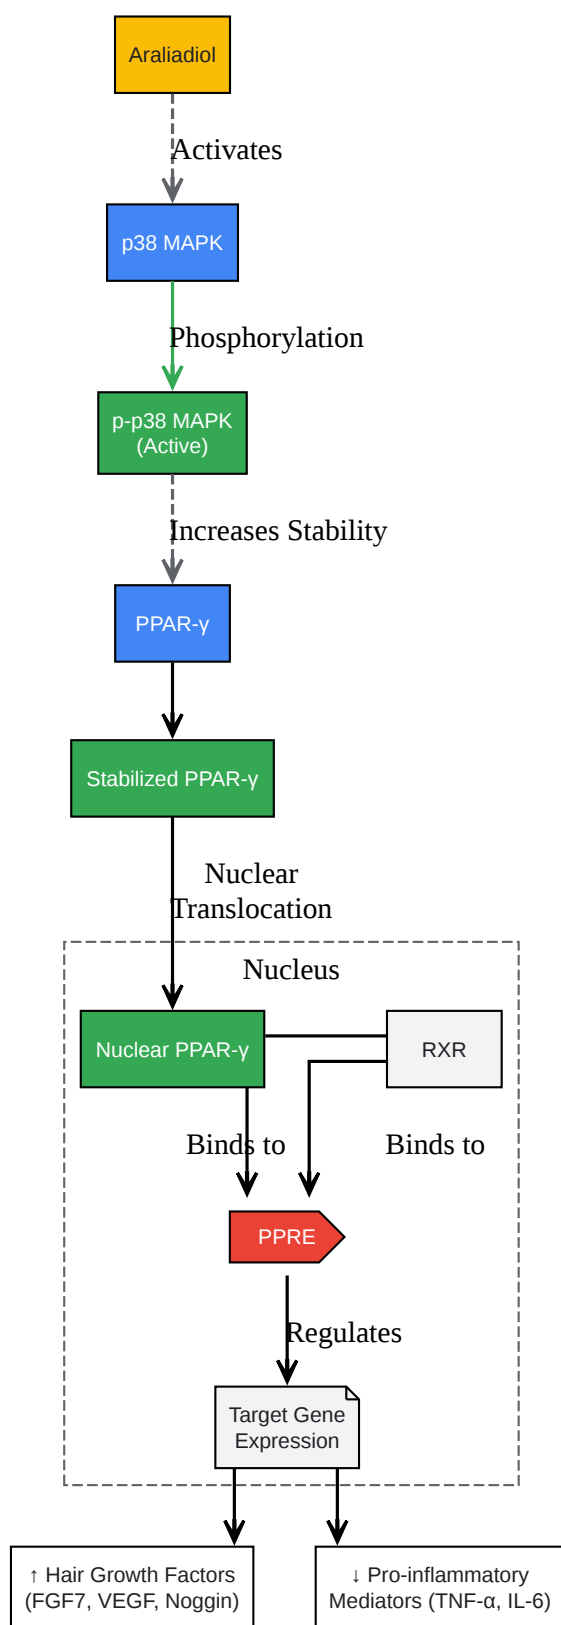 Araliadiol
Activates
p38 MAPK
Phosphorylation
p-p38 MAPK
(Active)
Increases Stability
PPAR-γ
Stabilized PPAR-γ
Nuclear
Translocation
Nucleus
Nuclear PPAR-γ
RXR
Binds to
Binds to
PPRE
Regulates
Target Gene
Expression
↑ Hair Growth Factors
(FGF7, VEGF, Noggin)
↓ Pro-inflammatory
Mediators (TNF-α, IL-6)